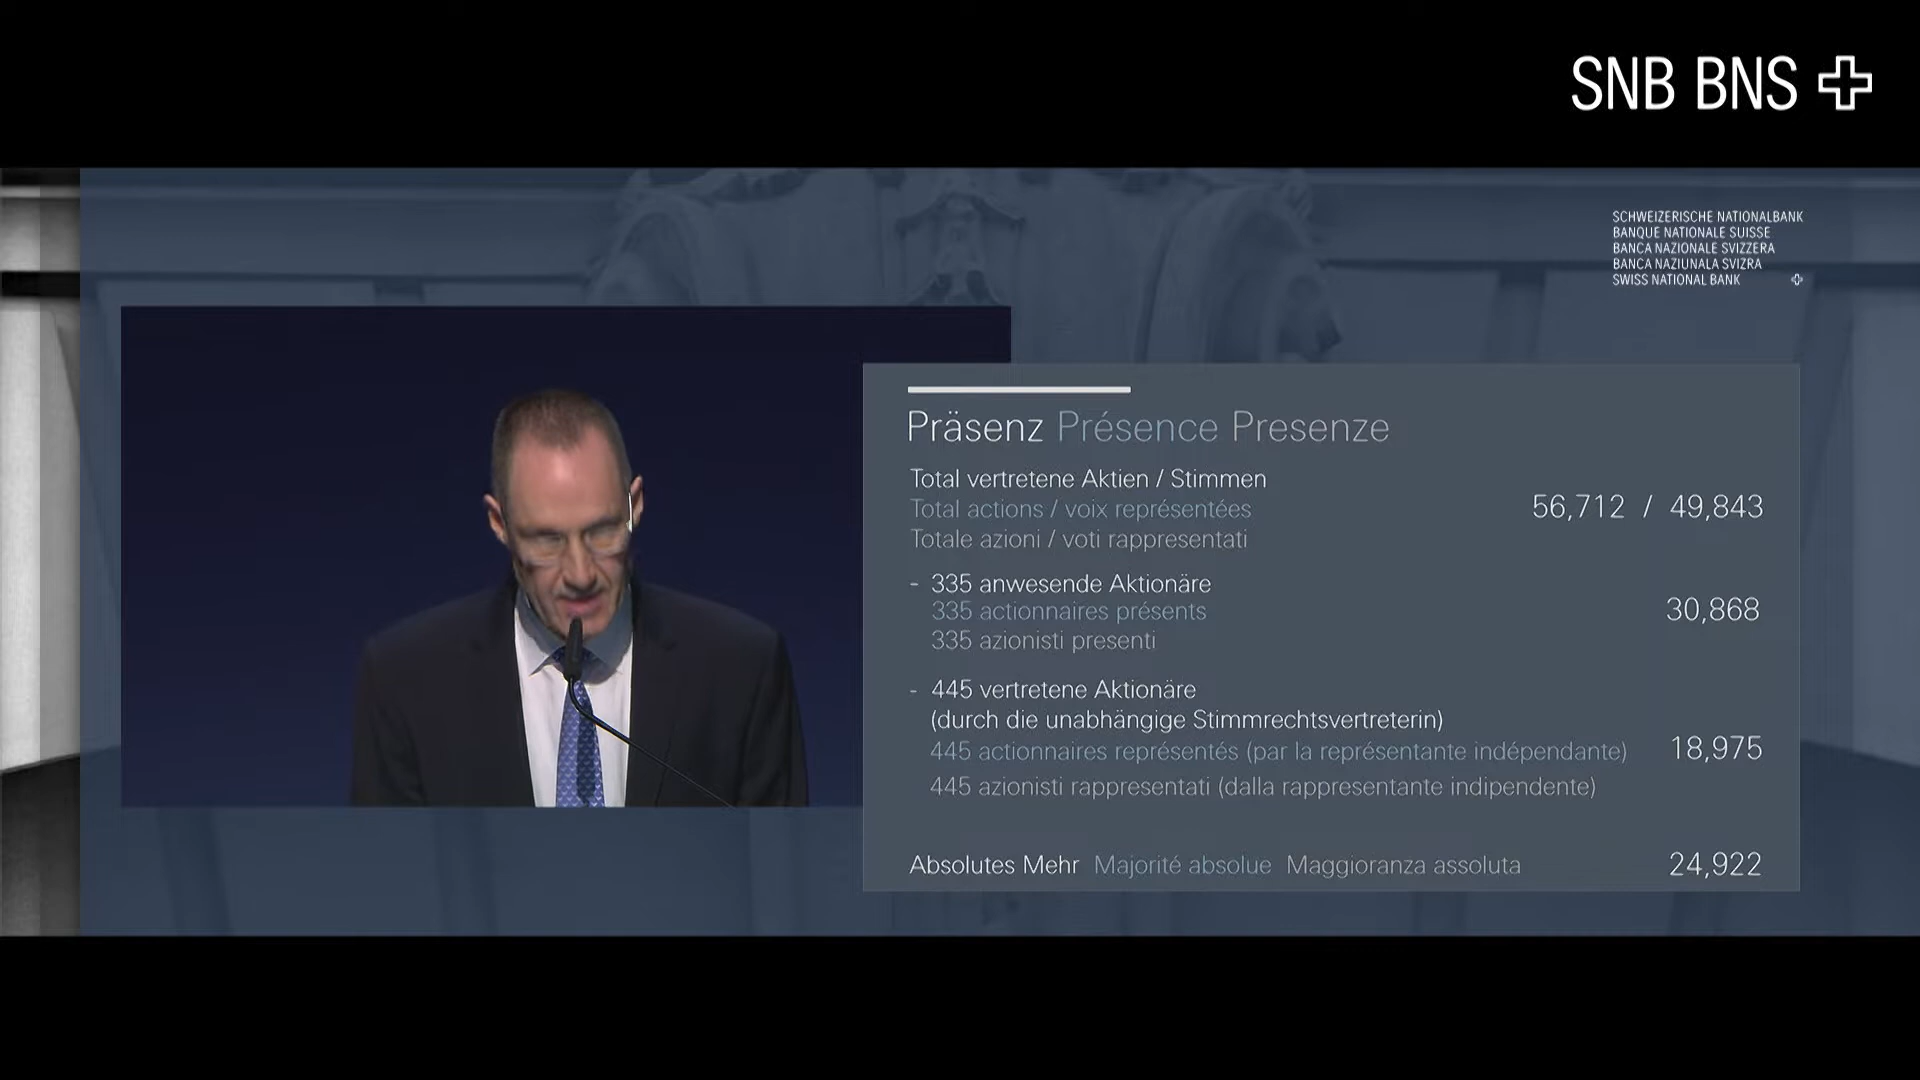 SNB BNS
SCHWEIZERISCHE NATIONALBANK
BANQUE NATIONALE SUISSE
BANCA NAZIONALE SVIZZERA
BANCA NAZIUNALA SVIZRA
SWISS NATIONAL BANK
Präsenz Présence Presenze
Total vertretene Aktien / Stimmen
Total actions / voix représentées
56,712 / 49,843
Totale azioni / voti rappresentati
- 335 anwesende Aktionäre
335 actionnaires présents
30,868
335 azionisti presenti
- 445 vertretene Aktionäre
(durch die unabhängige Stimmrechtsvertreterin)
445 actionnaires représentés (par la représentante indépendante)
18,975
445 azionisti rappresentati (dalla rappresentante indipendente)
Absolutes Mehr Majorité absolue Maggioranza assoluta
24,922